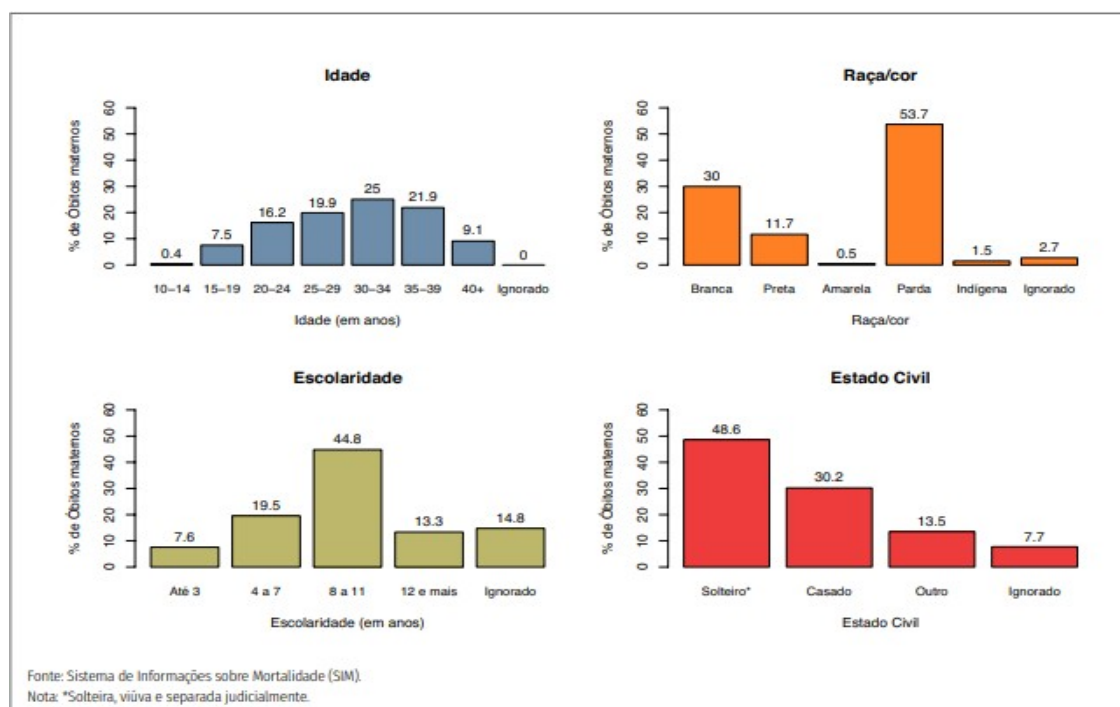 Idade
% de Óbitos maternos
60
50
40
30
20
10
0
0.4
7.5
16.2
19.9
25
21.9
9.1
0
10–14 15–19 20–24 25–29 30–34 35–39 40+ Ignorado
Idade (em anos)
Raça/cor
% de Óbitos maternos
60
50
40
30
20
10
0
30
11.7
0.5
53.7
1.5
2.7
Branca Preta Amarela Parda Indígena Ignorado
Raça/cor
Escolaridade
% de Óbitos maternos
60
50
40
30
20
10
0
7.6
19.5
44.8
13.3
14.8
Até 3 4 a 7 8 a 11 12 e mais Ignorado
Escolaridade (em anos)
Estado Civil
% de Óbitos maternos
60
50
40
30
20
10
0
48.6
30.2
13.5
7.7
Solteiro* Casado Outro Ignorado
Estado Civil
Fonte: Sistema de Informações sobre Mortalidade (SIM).
Nota: *Solteira, viúva e separada judicialmente.